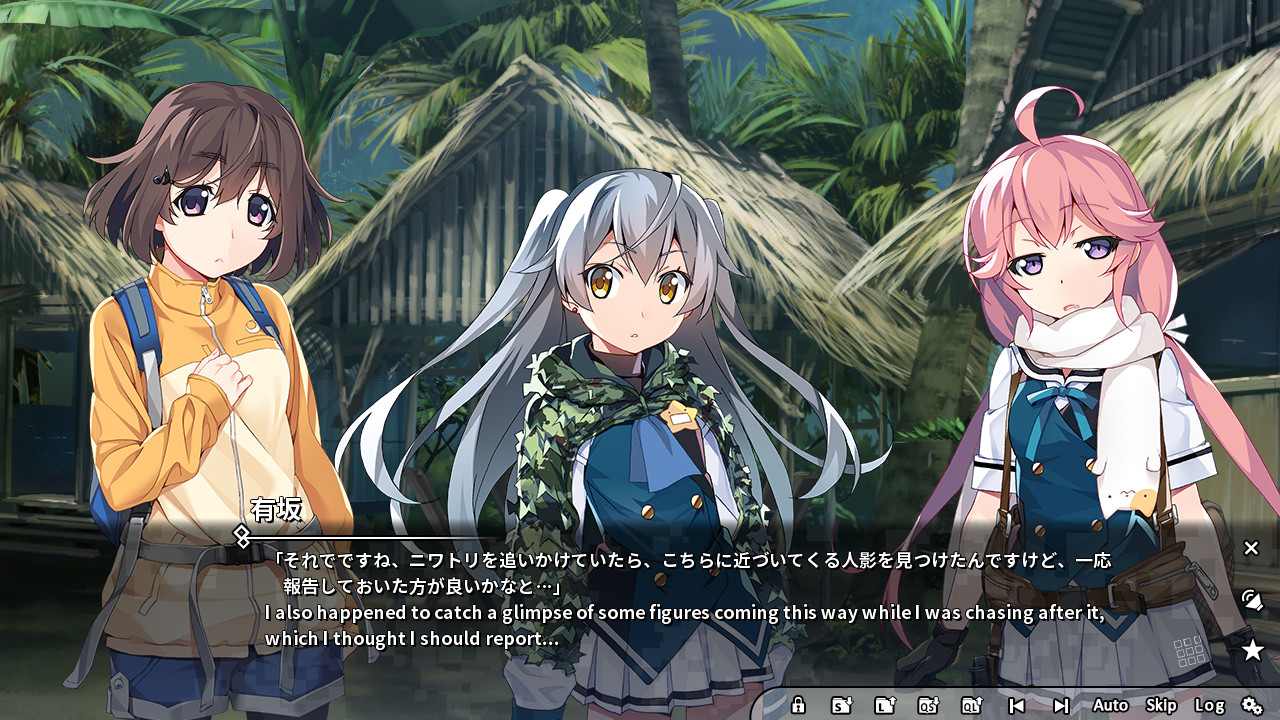 有坂
「それでですね、ニワトリを追いかけていたら、こちらに近づいてくる人影を見つけたんですけど、一応
報告しておいた方が良いかなと…」
I also happened to catch a glimpse of some figures coming this way while I was chasing after it,
which I thought I should report...
S L QS QL Auto Skip Log